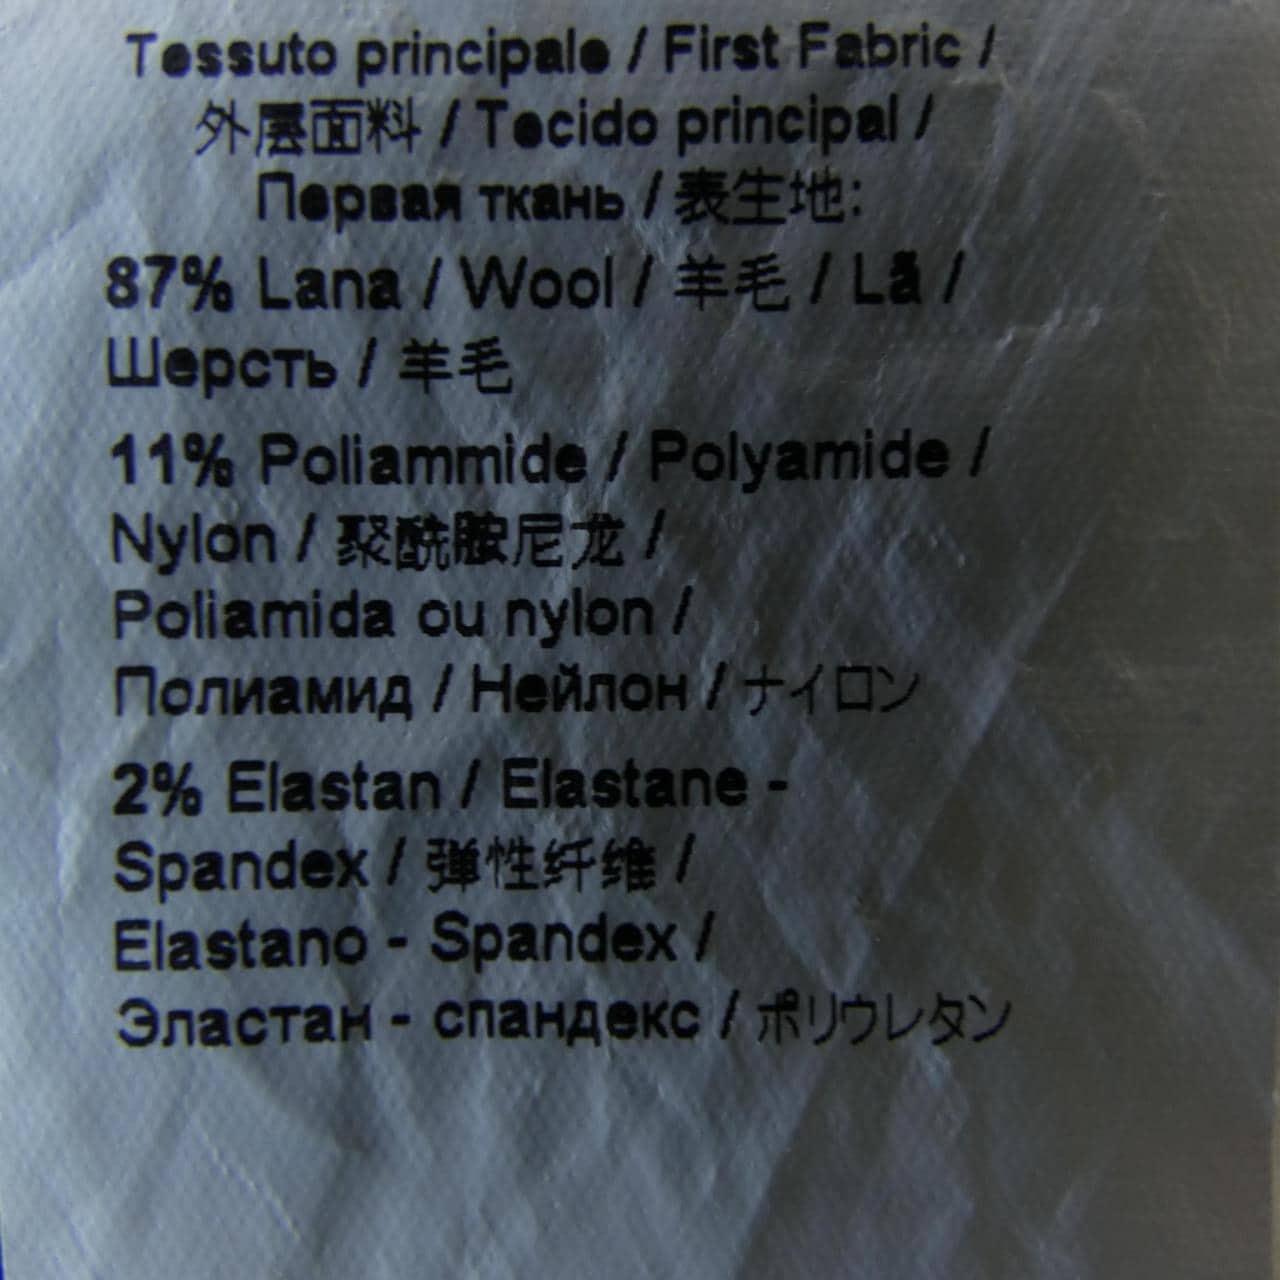 Tessuto principale / First Fabric /
外层面料 / Tecido principal /
Первая ткань / 表生地:
87% Lana / Wool / 羊毛 / Lã /
Шерсть / 羊毛
11% Poliammide / Polyamide /
Nylon / 聚酰胺尼龙 /
Poliamida ou nylon /
Полиамид / Нейлон / ナイロン
2% Elastan / Elastane -
Spandex / 弹性纤维 /
Elastano - Spandex /
Эластан - спандекс / ポリウレタン